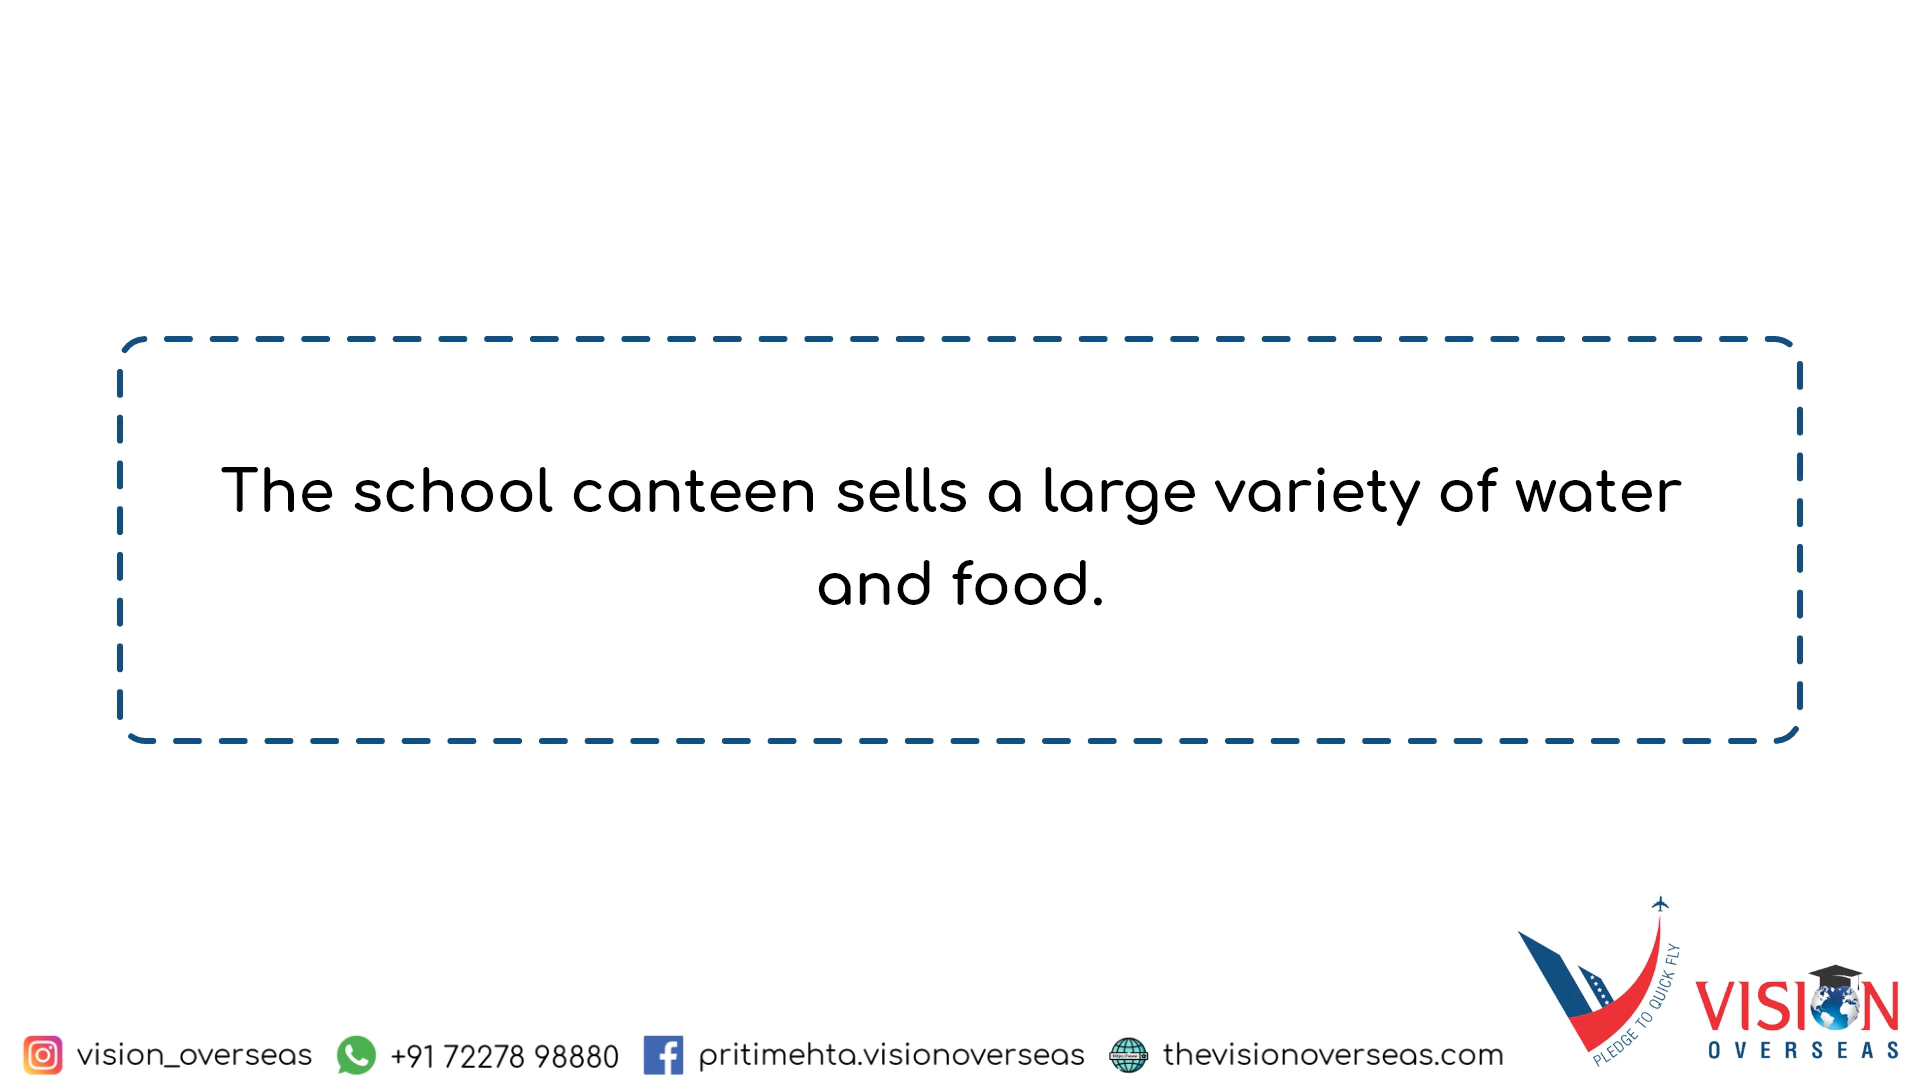 The school canteen sells a large variety of water
and food.
PLEDGE TO QUICK FLY
VISION
OVERSEAS
vision_overseas +91 72278 98880 pritimehta.visionoverseas thevisionoverseas.com